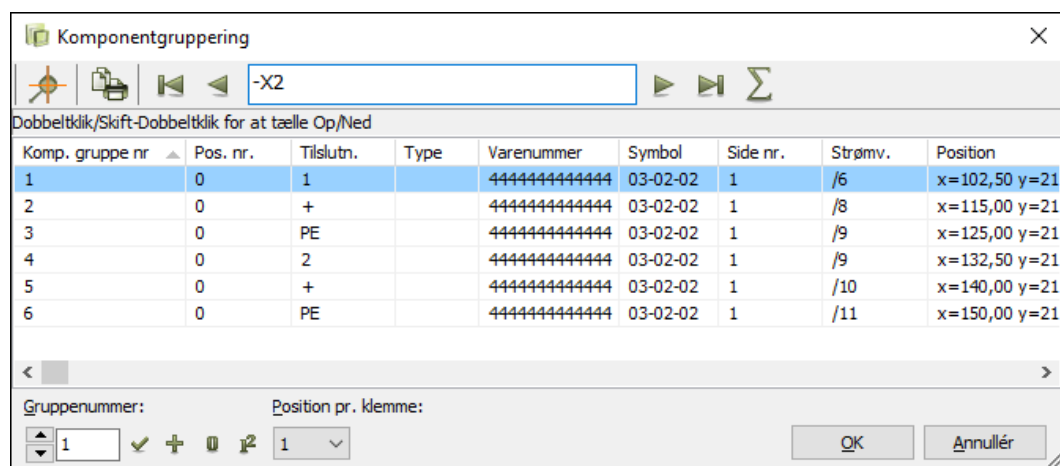 Komponentgruppering
-X2
Dobbeltklik/Skift-Dobbeltklik for at tælle Op/Ned
Komp. gruppe nr Pos. nr. Tilslutn. Type Varenummer Symbol Side nr. Strømv. Position
1 0 1 4444444444444 03-02-02 1 /6 x=102,50 y=21
2 0 + 4444444444444 03-02-02 1 /8 x=115,00 y=21
3 0 PE 4444444444444 03-02-02 1 /9 x=125,00 y=21
4 0 2 4444444444444 03-02-02 1 /9 x=132,50 y=21
5 0 + 4444444444444 03-02-02 1 /10 x=140,00 y=21
6 0 PE 4444444444444 03-02-02 1 /11 x=150,00 y=21
Gruppenummer: Position pr. klemme:
1 1 OK Annullér